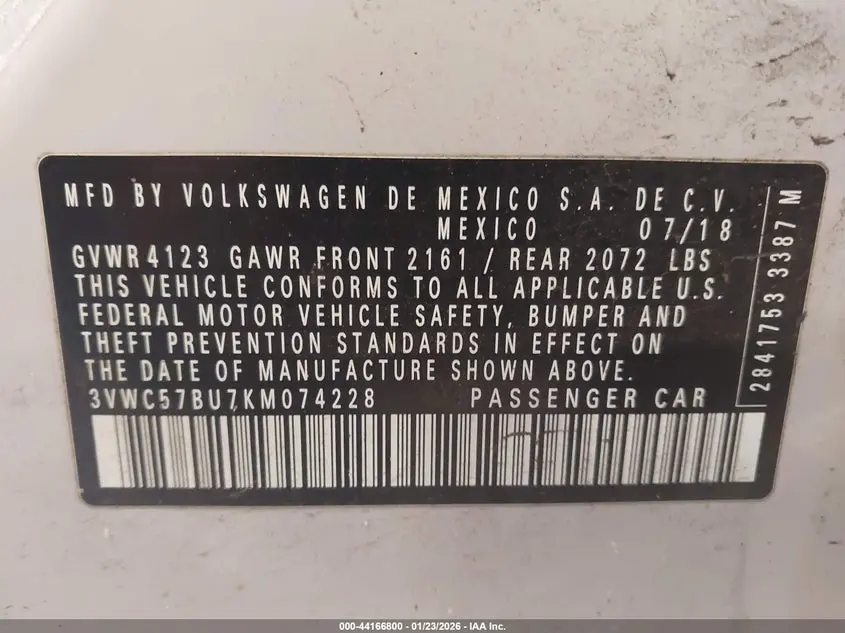 MFD BY VOLKSWAGEN DE MEXICO S.A. DE C.V.
MEXICO 07/18
GVWR 4123 GAWR FRONT 2161 / REAR 2072 LBS
THIS VEHICLE CONFORMS TO ALL APPLICABLE U.S.
FEDERAL MOTOR VEHICLE SAFETY, BUMPER AND
THEFT PREVENTION STANDARDS IN EFFECT ON
THE DATE OF MANUFACTURE SHOWN ABOVE.
3VWC57BU7KM074228 PASSENGER CAR
2841753 3387 M
000-44166800 | 01/23/2026 - IAA Inc.